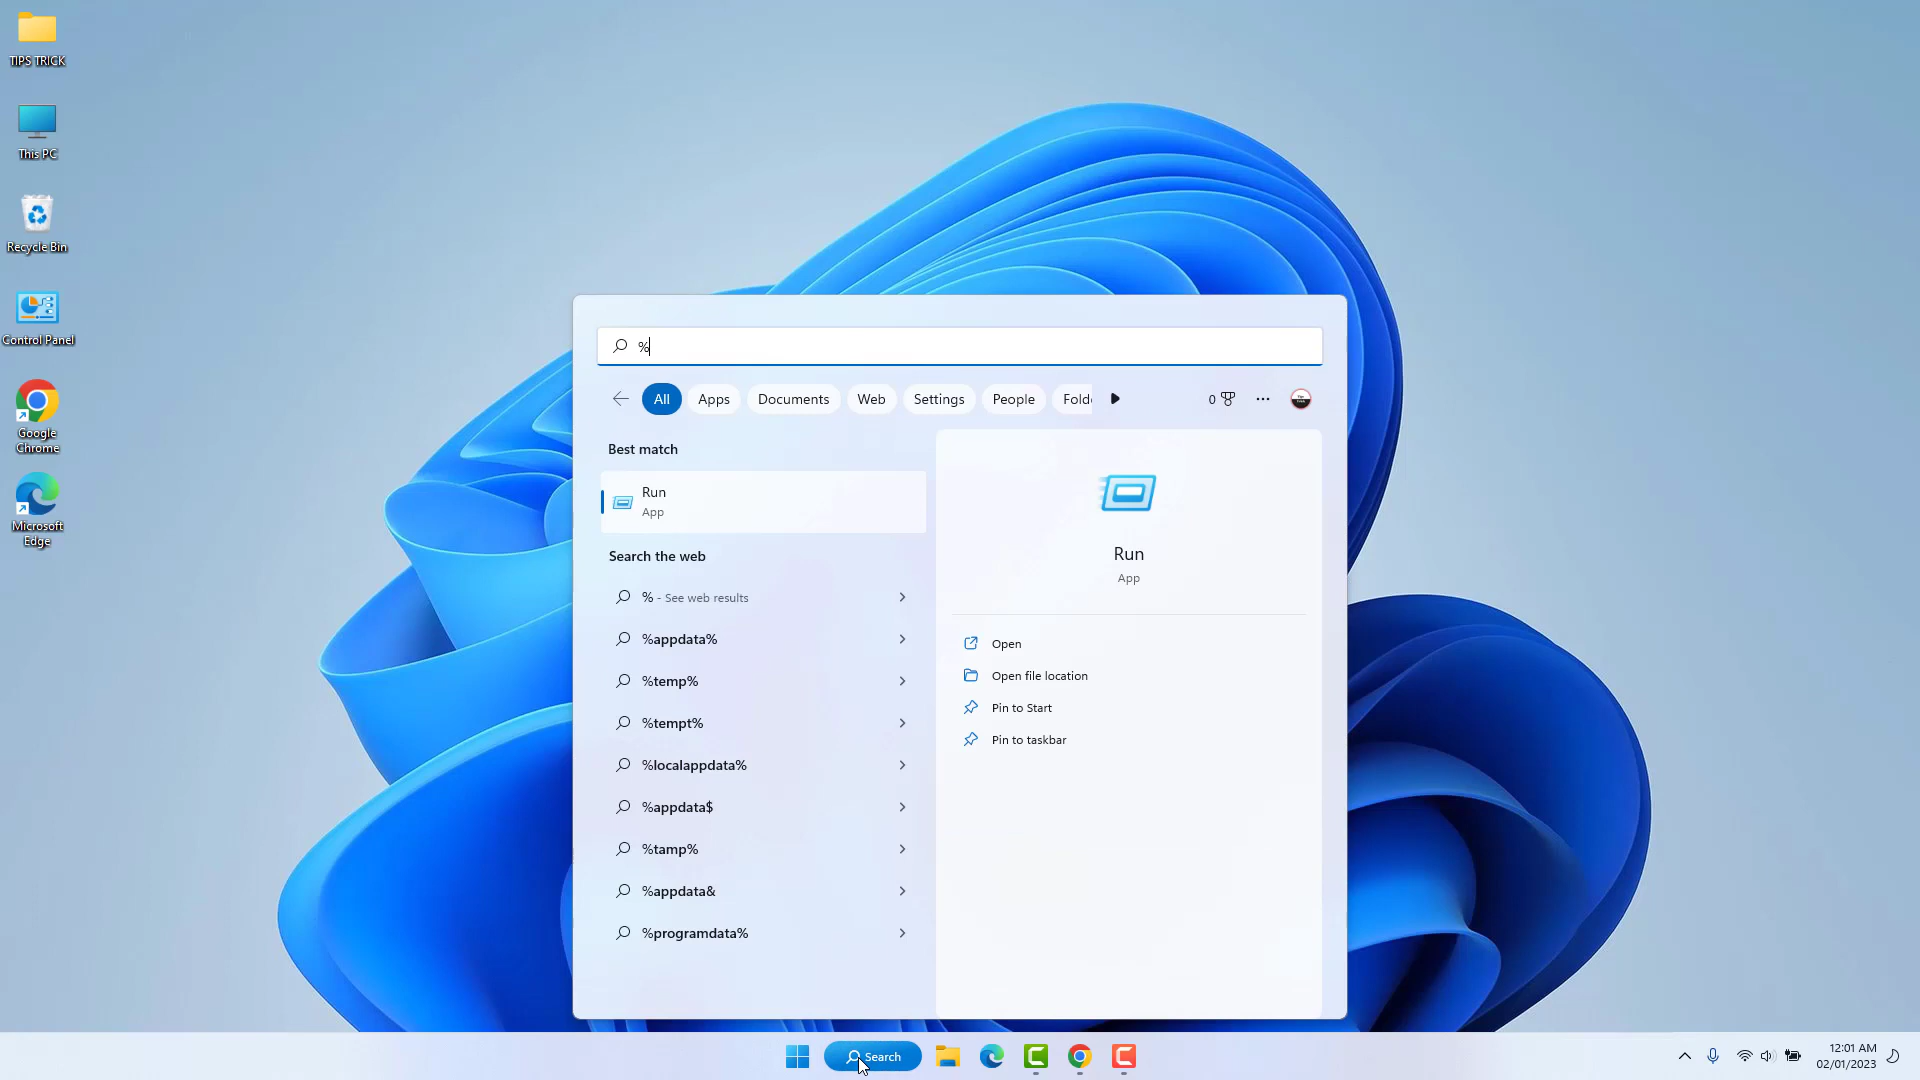 TIPS TRICK
This PC
Recycle Bin
Control Panel
Google
Chrome
Microsoft
Edge
%
All
Apps
Documents
Web
Settings
People
Fold
0
Best match
Run
App
Search the web
% - See web results
%appdata%
%temp%
%tempt%
%localappdata%
%appdata$
%tamp%
%appdata&
%programdata%
Run
App
Open
Open file location
Pin to Start
Pin to taskbar
Search
12:01 AM
02/01/2023